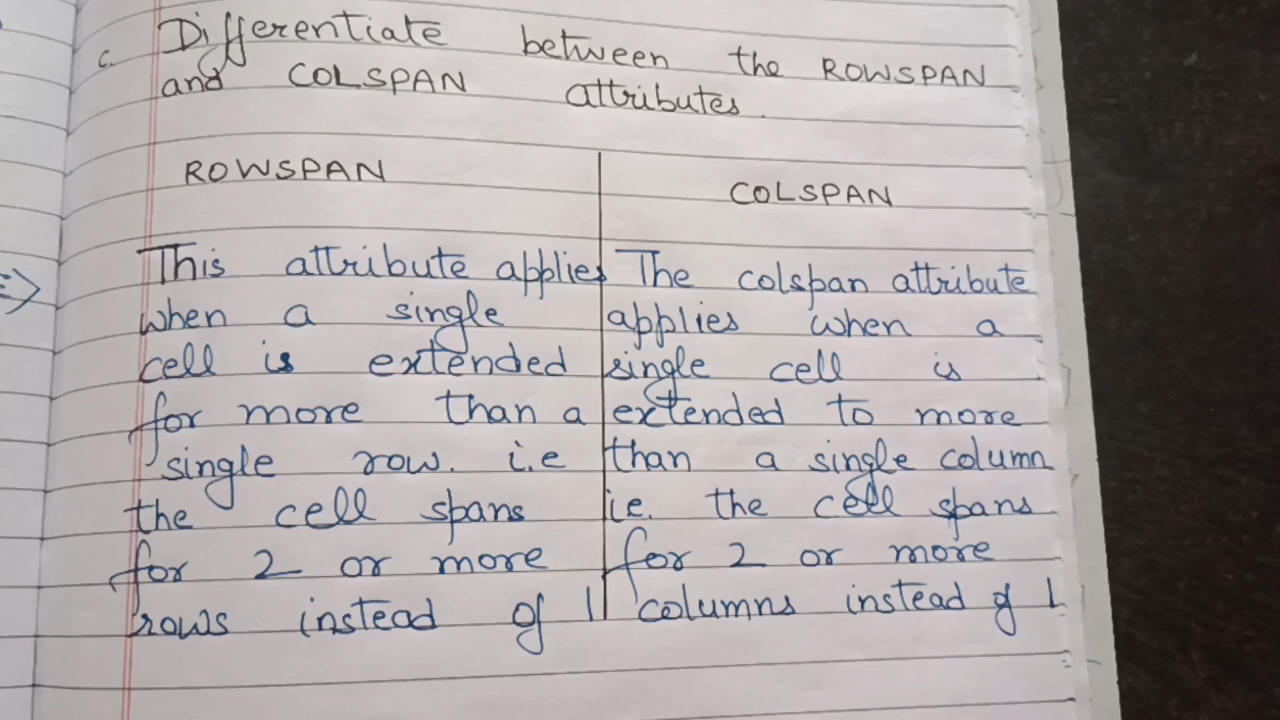 c. Differentiate between the ROWSPAN
and COLSPAN attributes.
ROWSPAN
COLSPAN
This attribute applies
when a single
cell is extended
for more than a
single row. i.e
the cell spans
for 2 or more
rows instead of 1
The colspan attribute
applies when a
single cell is
extended to more
than a single column
i.e. the cell spans
for 2 or more
columns instead of 1